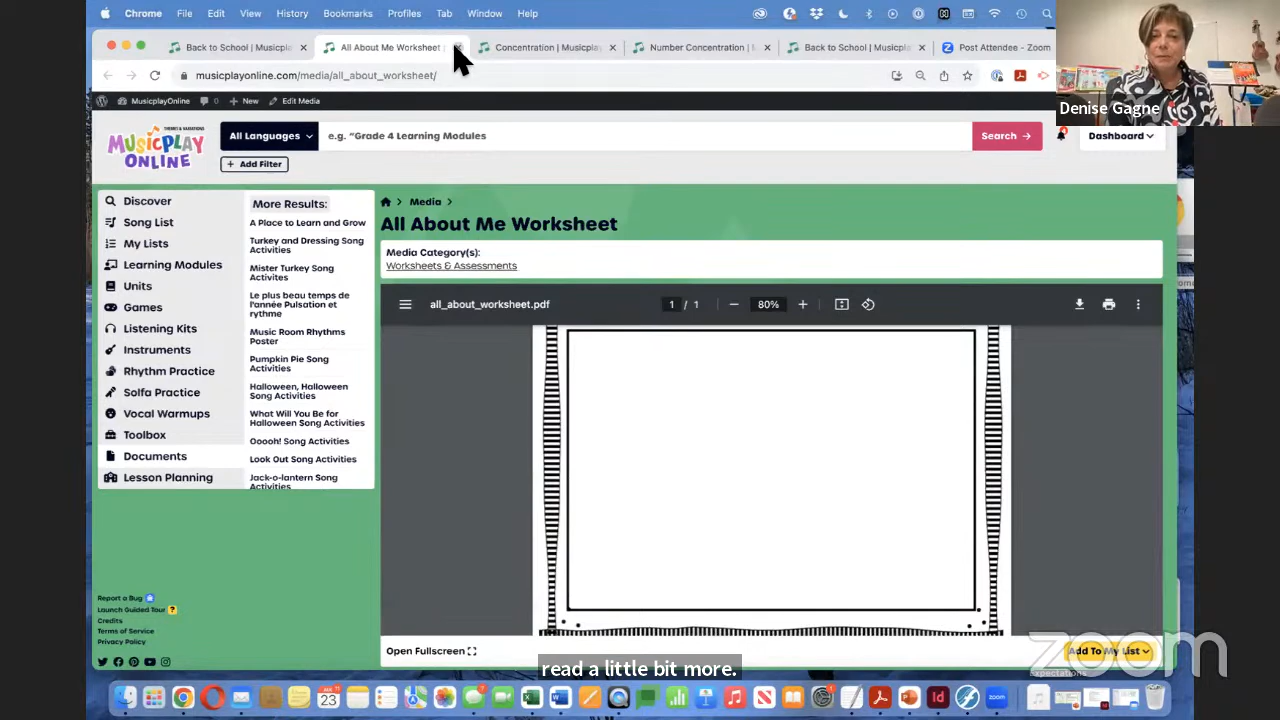 Chrome File Edit View History Bookmarks Profiles Tab Window Help
Back to School | Musicpl
All About Me Worksheet
Concentration | Musicplay
Number Concentration |
Back to School | Musicpl
Post Attendee - Zoom
musicplayonline.com/media/all_about_worksheet/
Denise Gagne
MusicplayOnline 0 + New Edit Media
THEMES & VARIATIONS
MUSICPLAY
ONLINE
All Languages
e.g. "Grade 4 Learning Modules
Search →
Dashboard
+ Add Filter
Discover
Song List
My Lists
Learning Modules
Units
Games
Listening Kits
Instruments
Rhythm Practice
Solfa Practice
Vocal Warmups
Toolbox
Documents
Lesson Planning
More Results:
A Place to Learn and Grow
Turkey and Dressing Song
Activities
Mister Turkey Song
Activites
Le plus beau temps de
l'année Pulsation et
rythme
Music Room Rhythms
Poster
Pumpkin Pie Song
Activities
Halloween, Halloween
Song Activities
What Will You Be for
Halloween Song Activities
Ooooh! Song Activities
Look Out Song Activities
Jack-o-lantern Song
Activities
Media
All About Me Worksheet
Media Category(s):
Worksheets & Assessments
all_about_worksheet.pdf
1 / 1
80%
Report a Bug
Launch Guided Tour ?
Credits
Terms of Service
Privacy Policy
Open Fullscreen
Add To My List
zoom
expectations
read a little bit more.
23